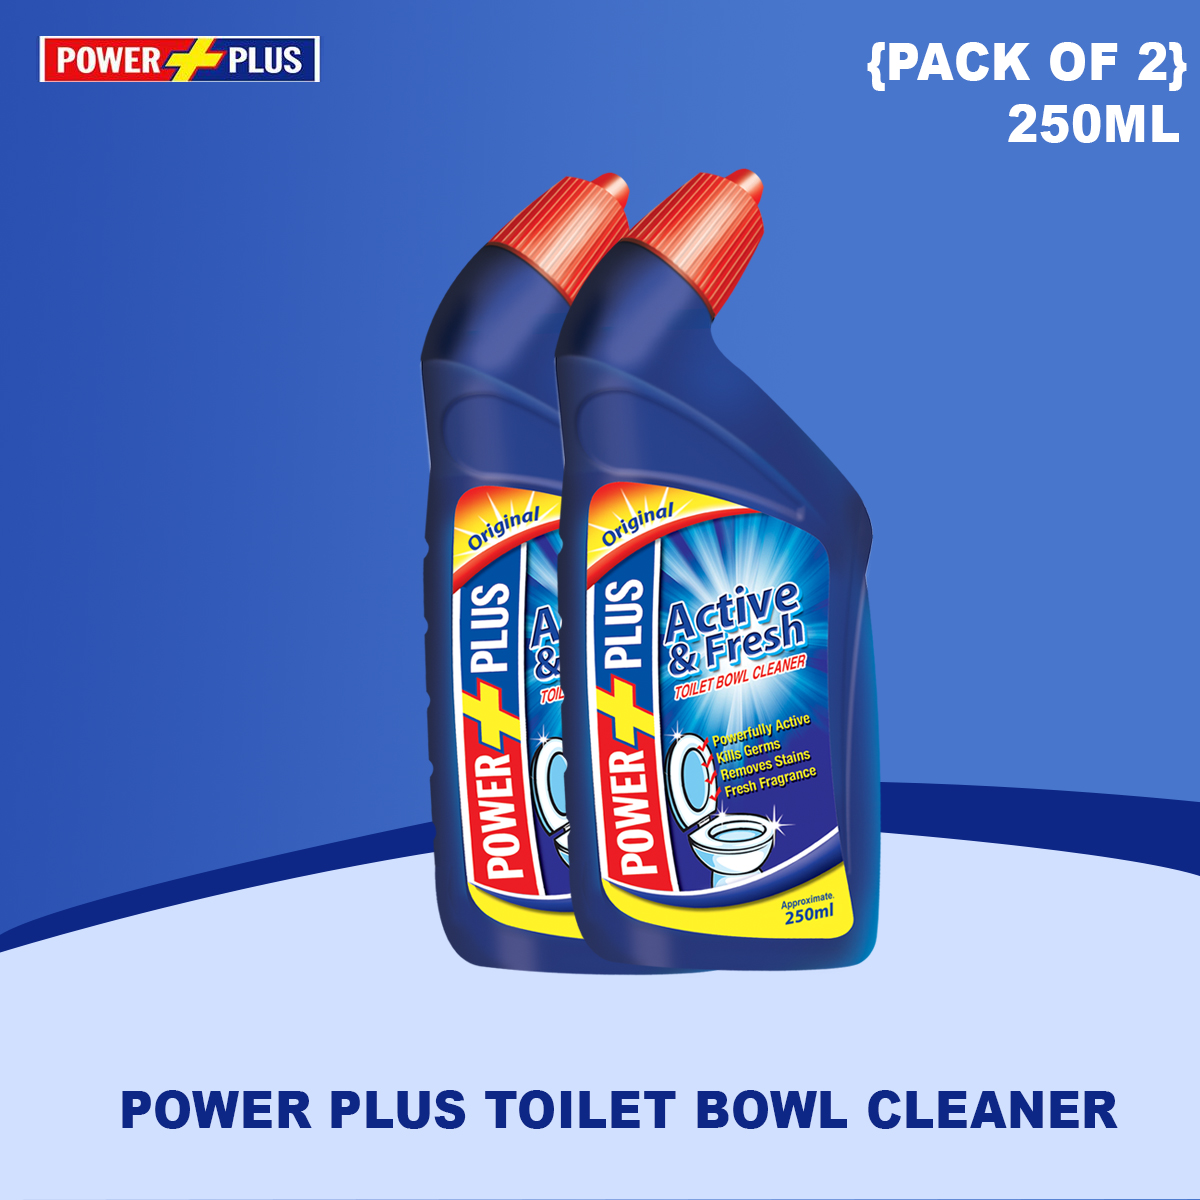 POWER PLUS
{PACK OF 2}
250ML
Original
POWER PLUS
A
&
TOIL
Original
POWER PLUS
Active
& Fresh
TOILET BOWL CLEANER
Powerfully Active
Kills Germs
Removes Stains
Fresh Fragrance
Approximate.
250ml
POWER PLUS TOILET BOWL CLEANER